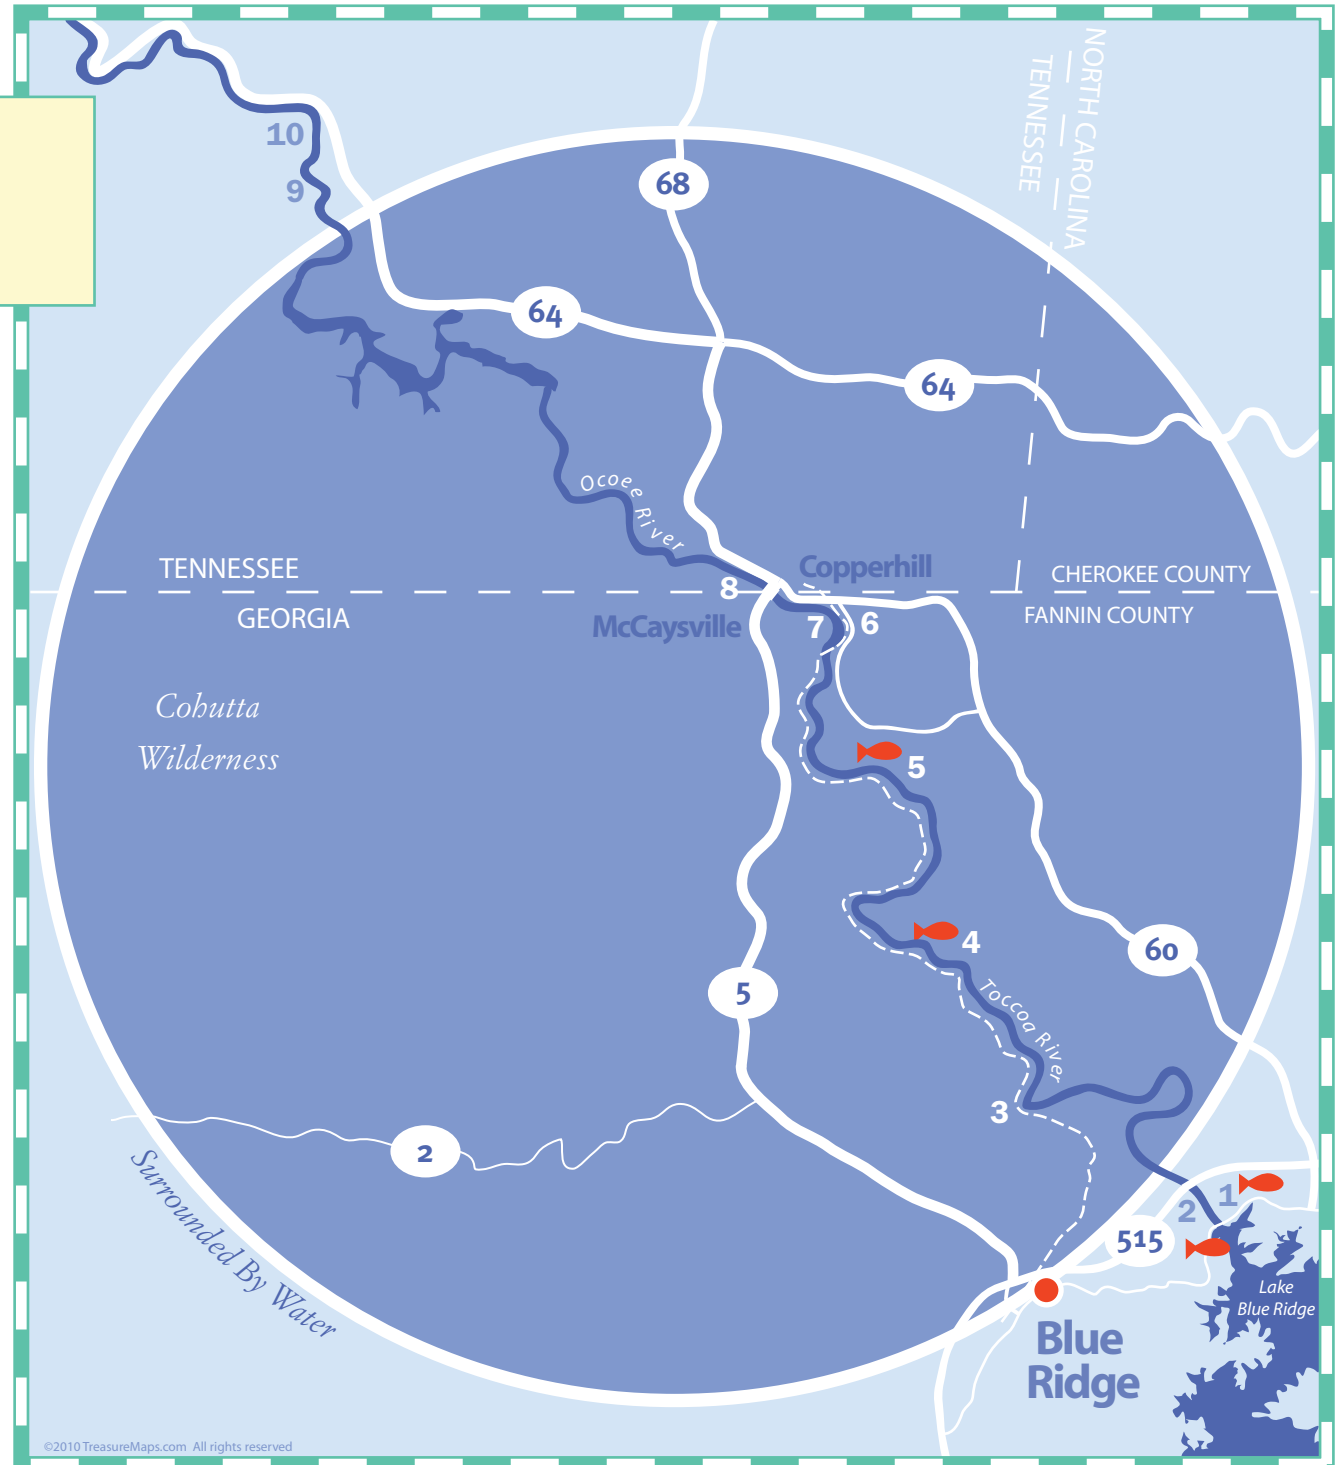 NORTH CAROLINA
TENNESSEE
10
9
68
64
64
Ocoee River
TENNESSEE
GEORGIA
Copperhill
CHEROKEE COUNTY
FANNIN COUNTY
8
McCaysville
7
6
Cohutta
Wilderness
5
4
60
5
Toccoa River
3
2
Surrounded By Water
1
2
515
Lake
Blue Ridge
Blue
Ridge
©2010 TreasureMaps.com All rights reserved